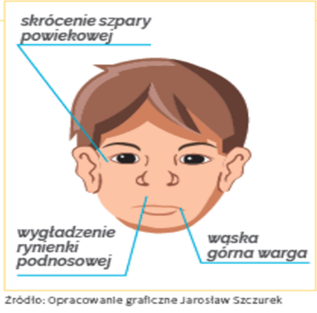 skrócenie szpary
powiekowej
wygładzenie
rynienki
podnosowej
wąska
górna warga
Źródło: Opracowanie graficzne Jarosław Szczurek